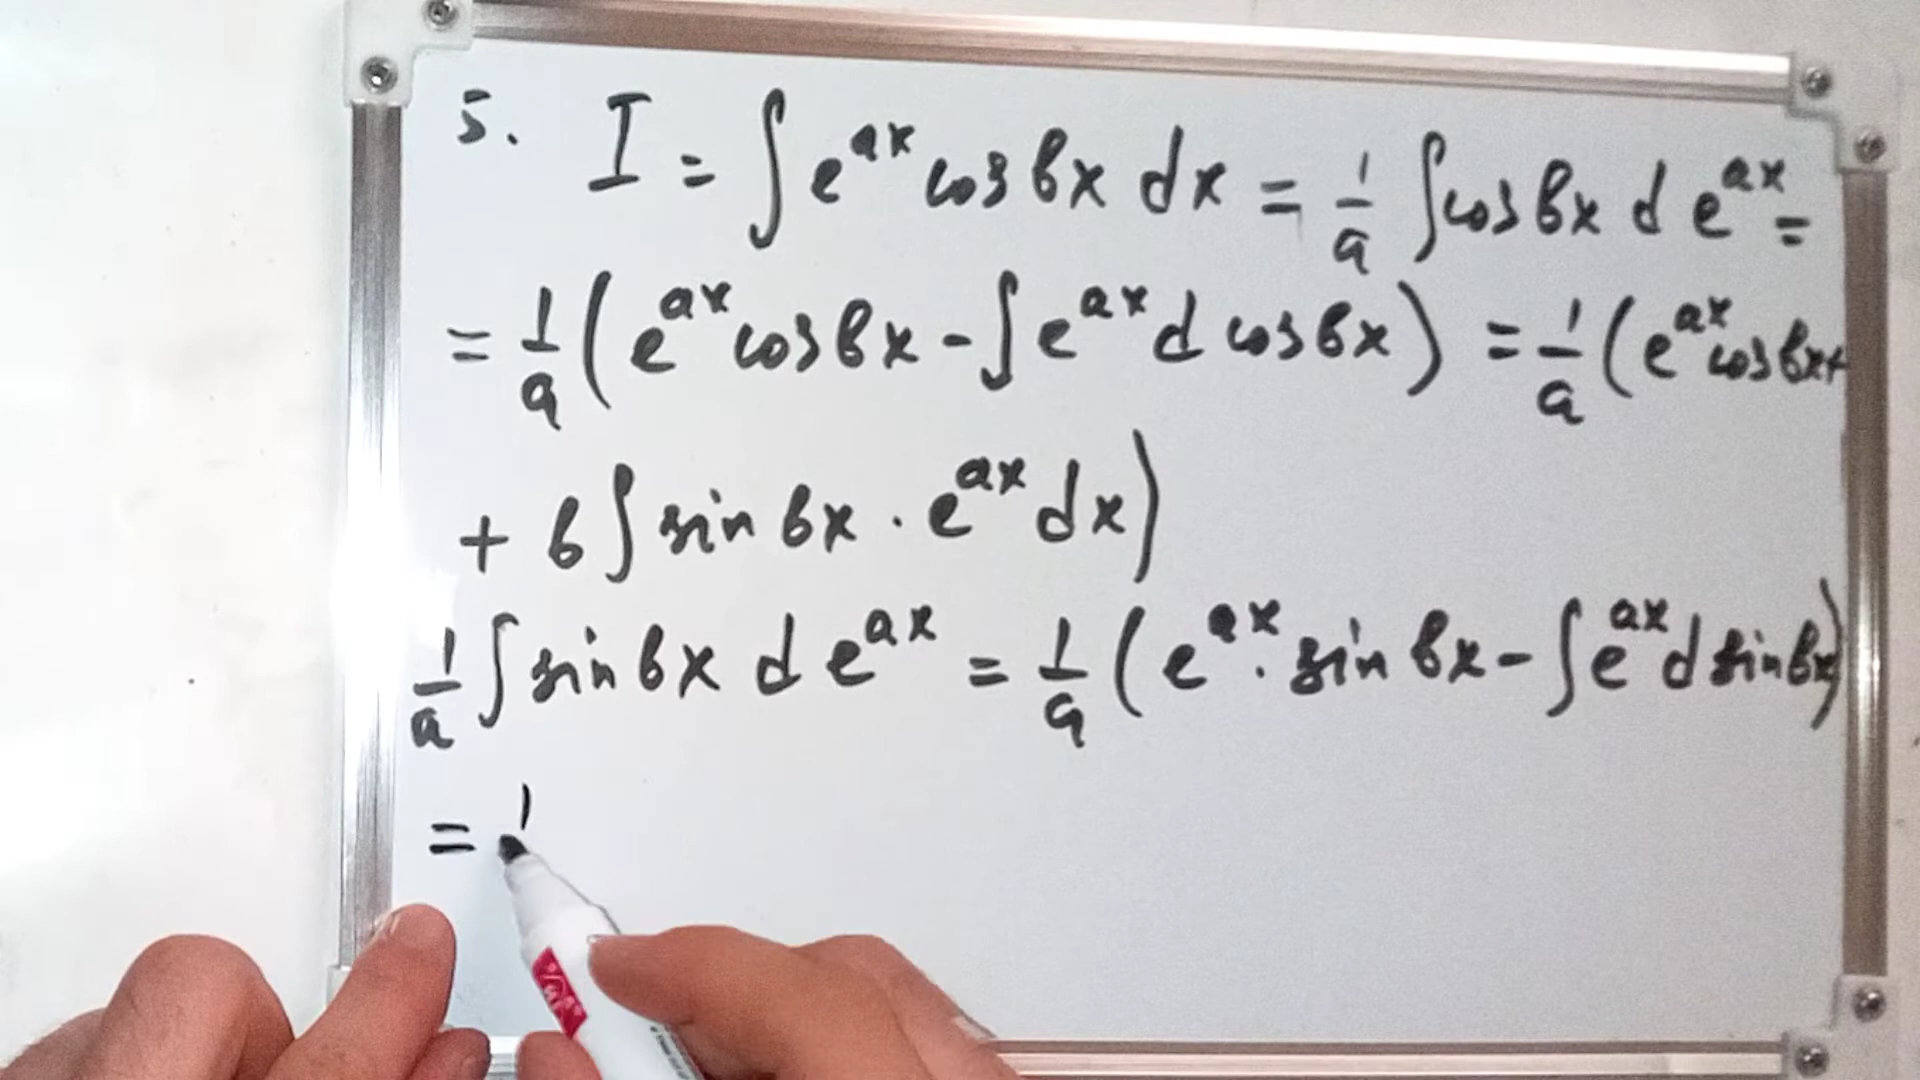 5. I = ∫ e^{ax} cos bx dx = 1/a ∫ cos bx d e^{ax} =
= 1/a ( e^{ax} cos bx - ∫ e^{ax} d cos bx ) = 1/a ( e^{ax} cos bx +
+ b ∫ sin bx · e^{ax} dx )
1/a ∫ sin bx d e^{ax} = 1/a ( e^{ax} · sin bx - ∫ e^{ax} d sin bx )
= 1